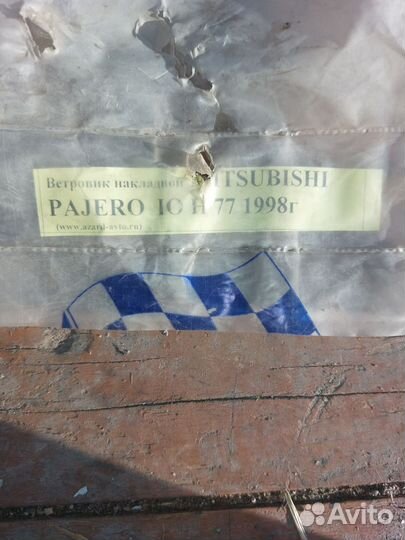 Ветровик накладной MITSUBISHI
PAJERO IO H 77 1998г
(www.azard-avto.ru)
Avito